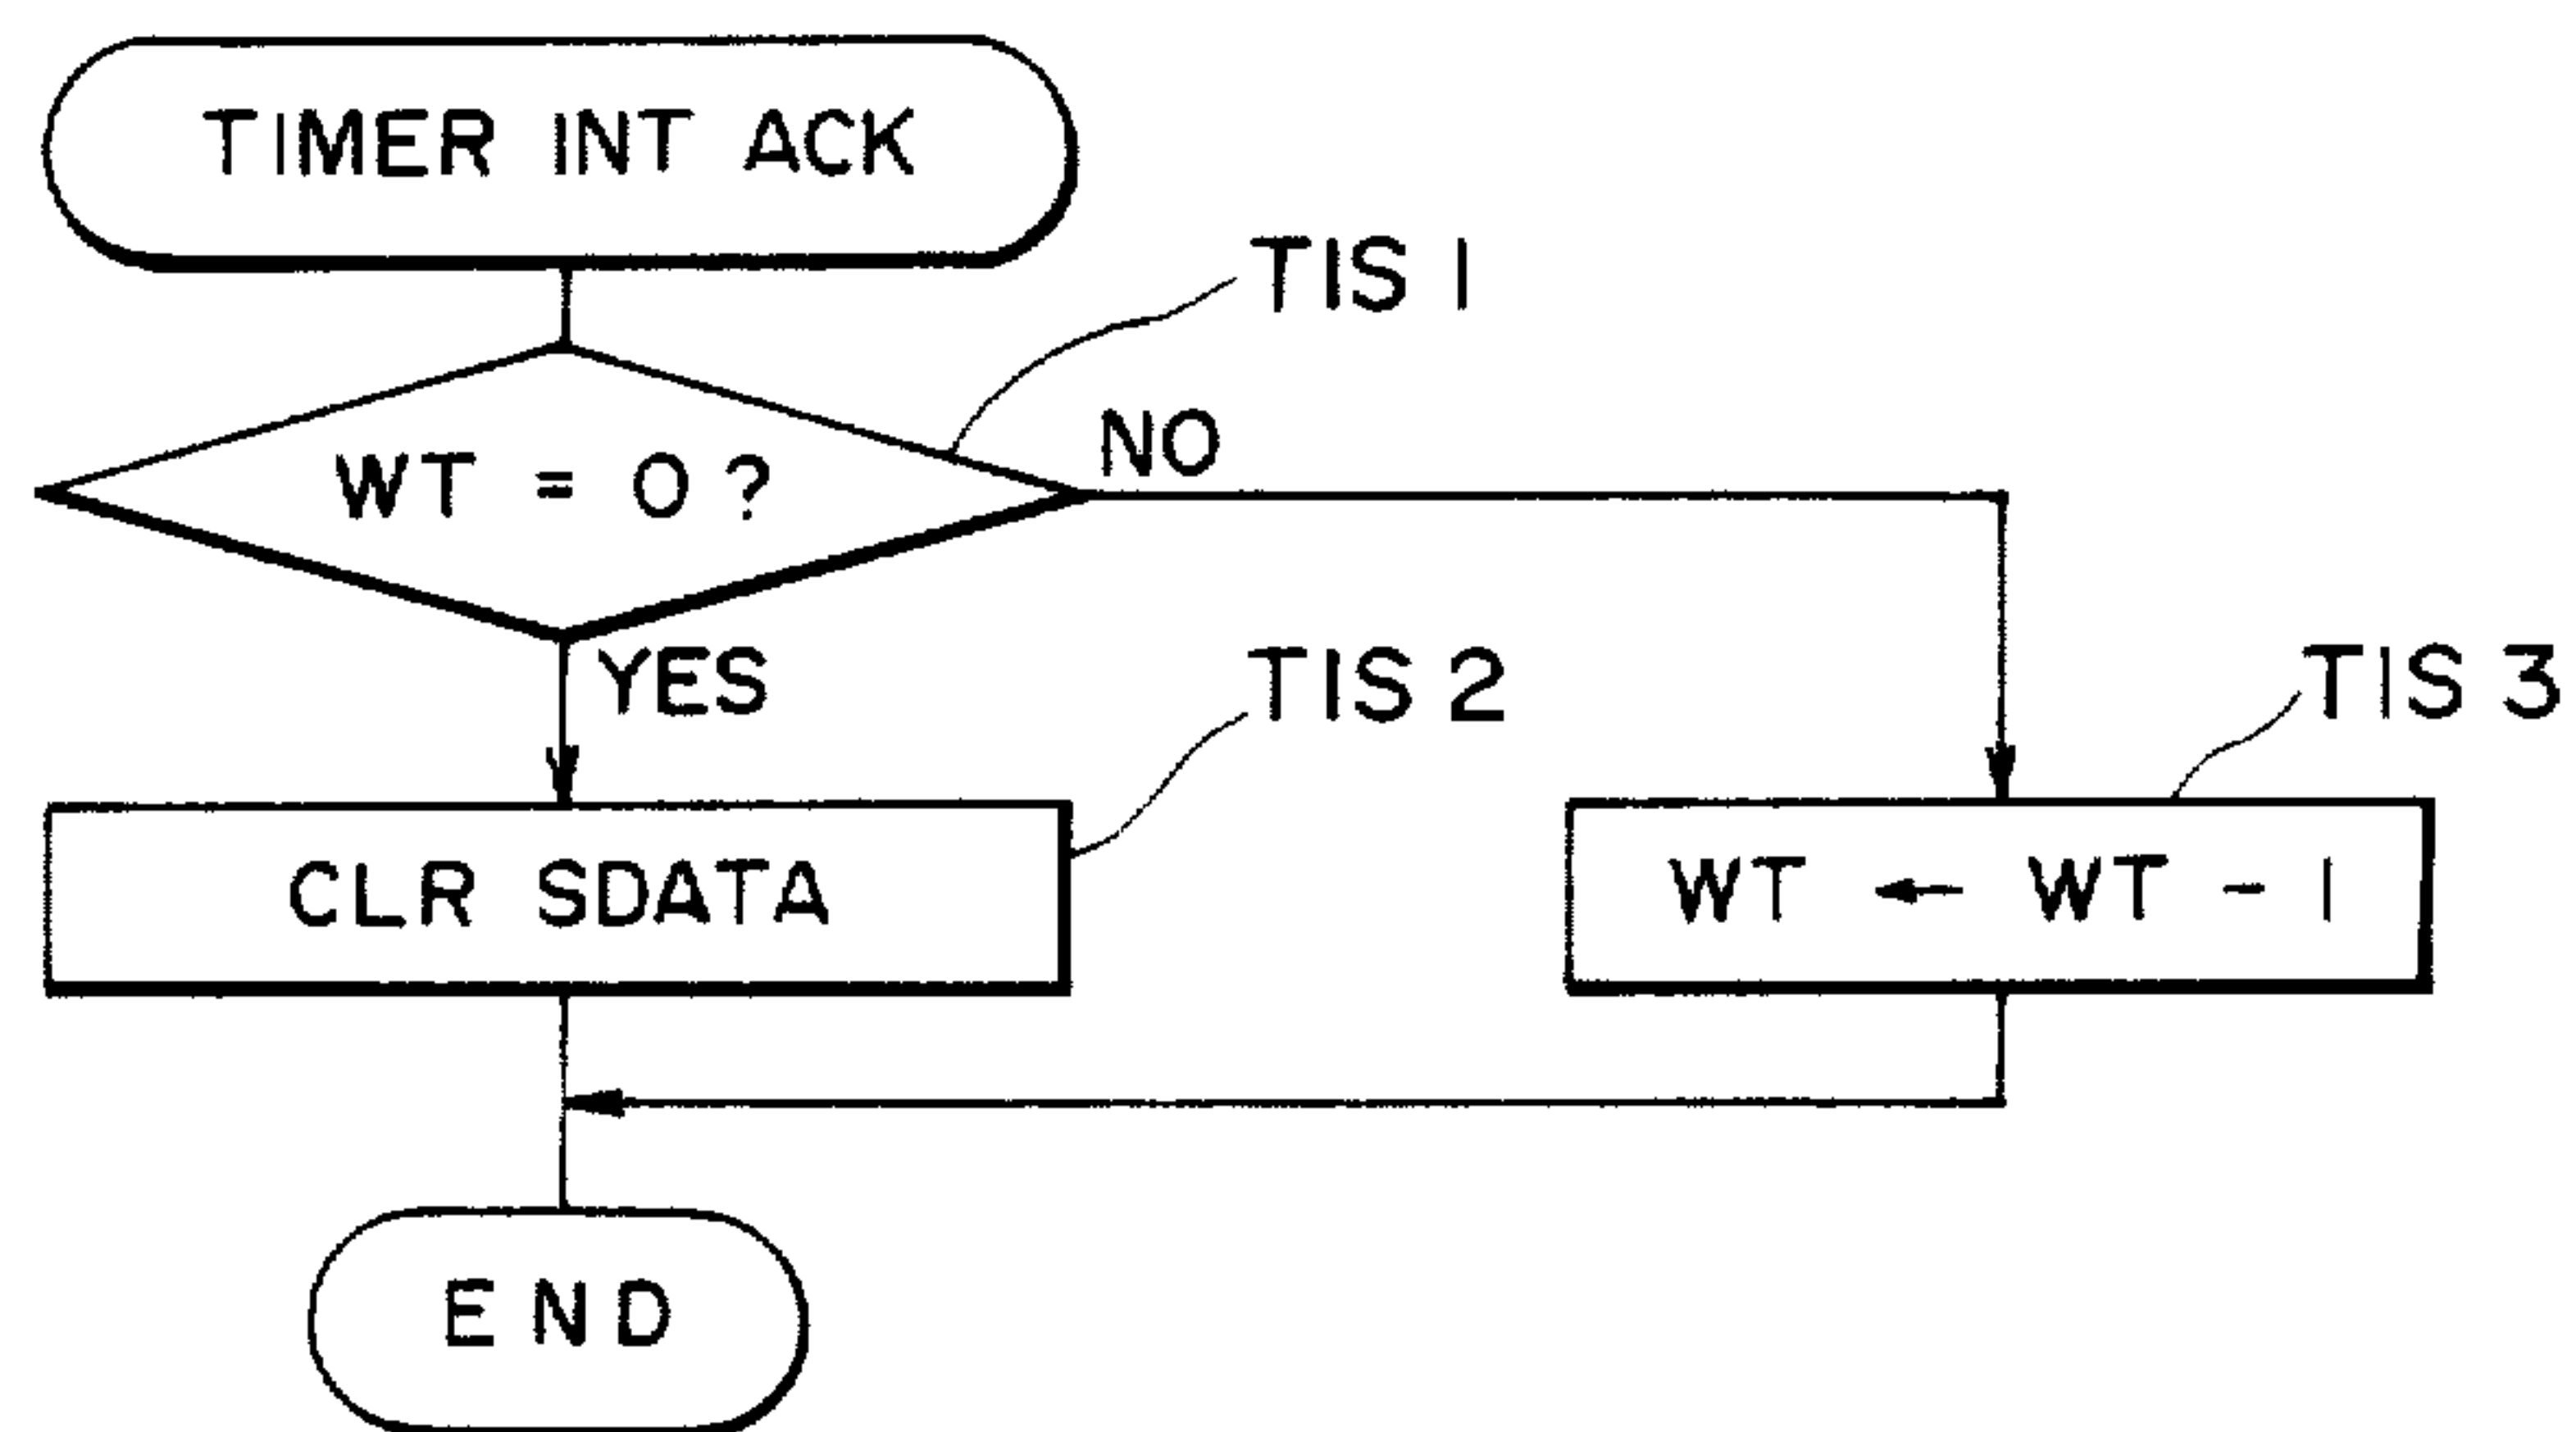 TIMER INT ACK
TIS 1
WT = 0 ?
NO
YES
TIS 2
TIS 3
CLR SDATA
WT ← WT - 1
END